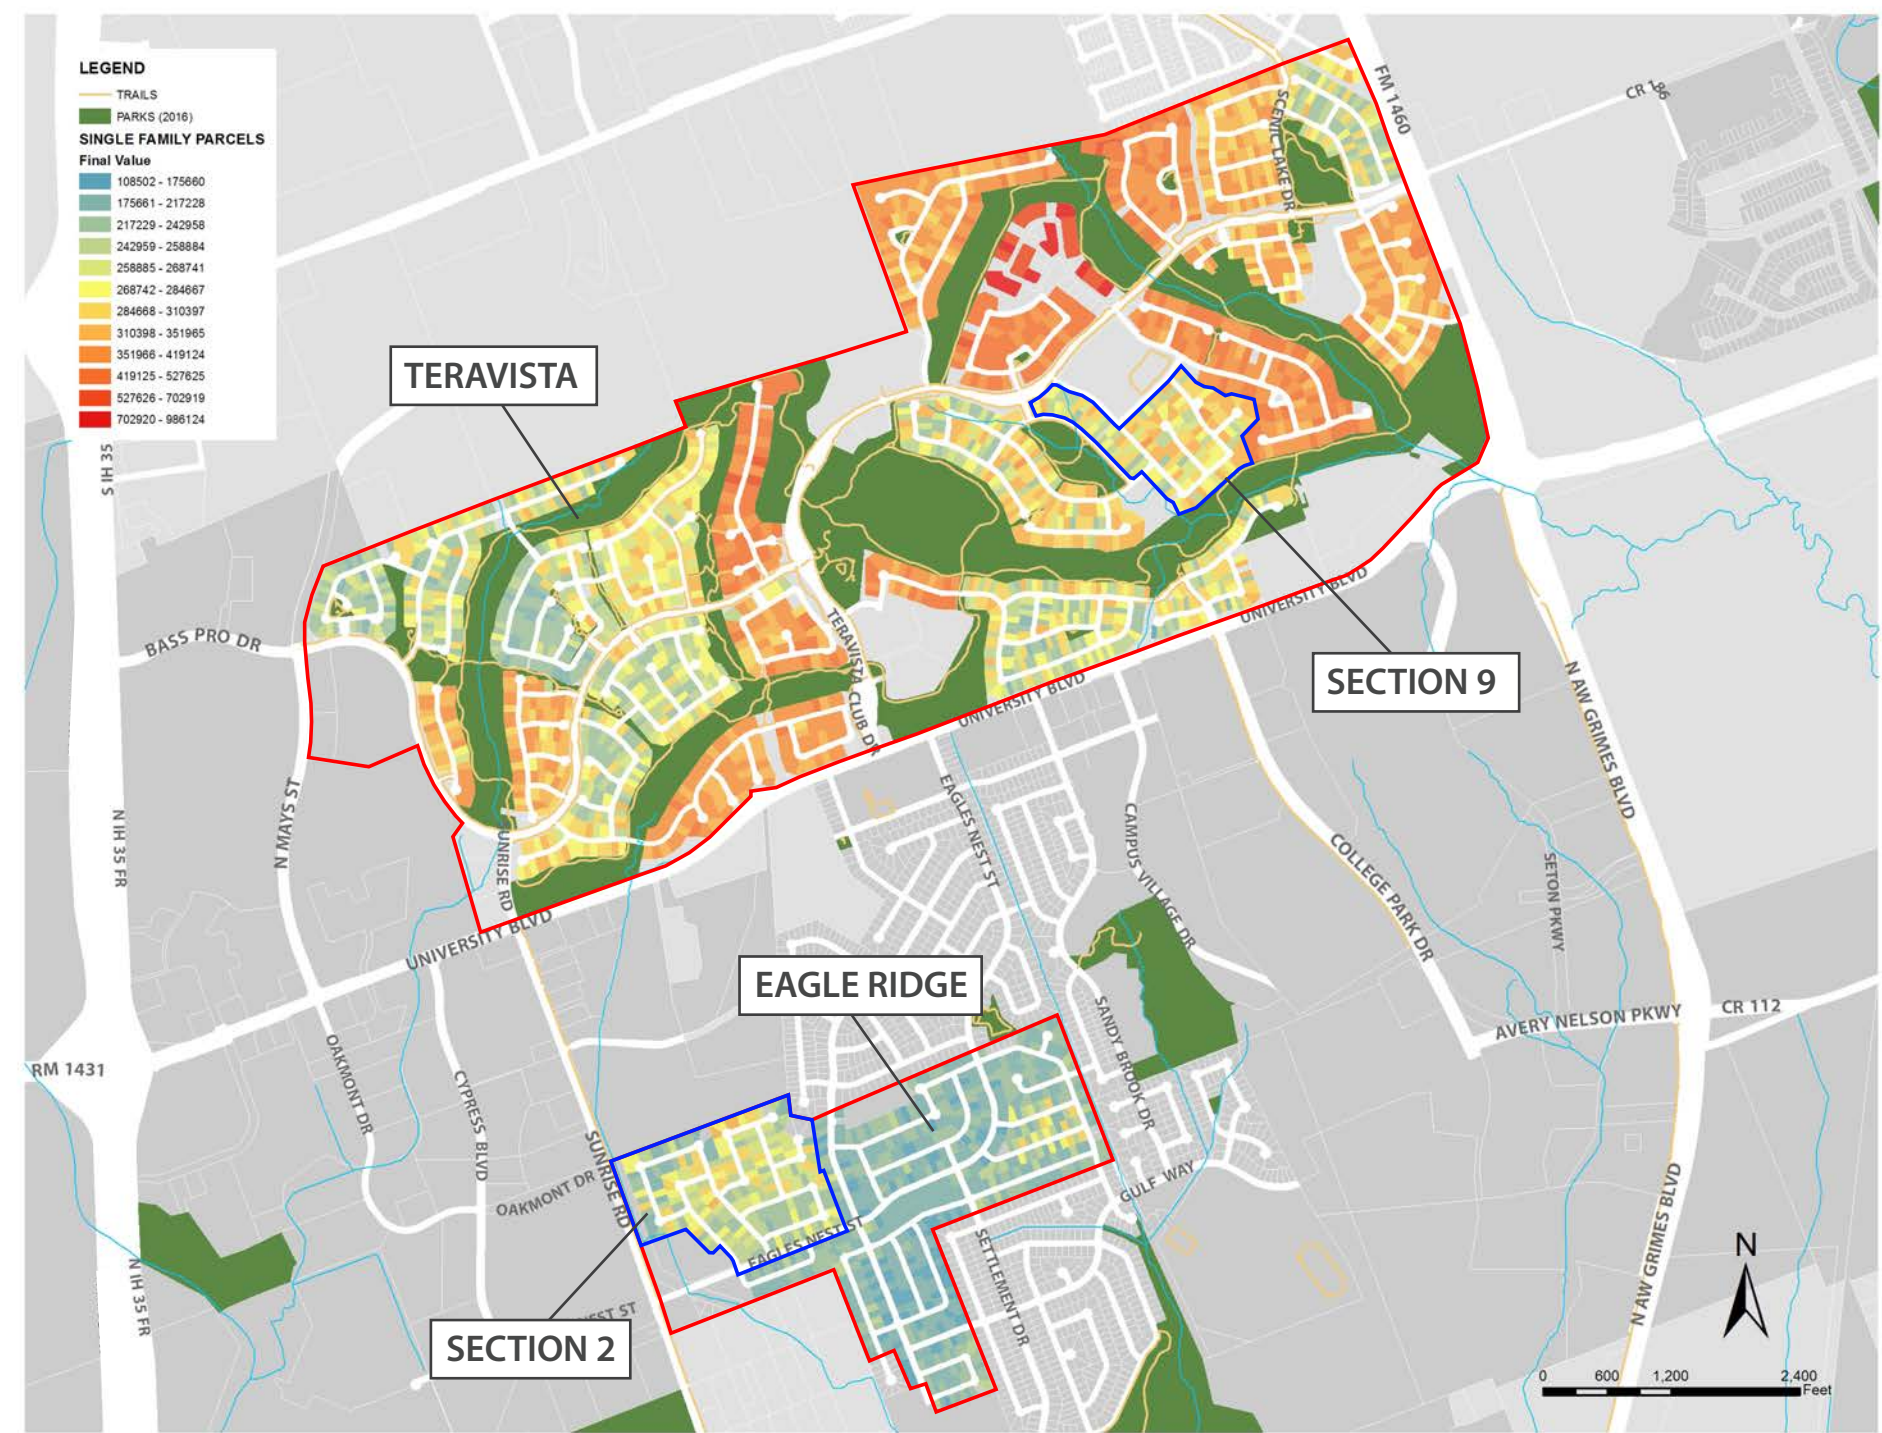 LEGEND
TRAILS
PARKS (2016)
SINGLE FAMILY PARCELS
Final Value
108502 - 175660
175661 - 217228
217229 - 242958
242959 - 258884
258885 - 268741
268742 - 284667
284668 - 310397
310398 - 351965
351966 - 419124
419125 - 527625
527626 - 702919
702920 - 986124
FM 1460
CR 186
SCENIC LAKE DR
TERAVISTA
S IH 35
BASS PRO DR
TERAVISTA CLUB DR
UNIVERSITY BLVD
SECTION 9
UNIVERSITY BLVD
N AW GRIMES BLVD
N MAYS ST
N IH 35 FR
UNRISE RD
EAGLES NEST ST
CAMPUS VILLAGE DR
COLLEGE PARK DR
SETON PKWY
UNIVERSITY BLVD
EAGLE RIDGE
RM 1431
OAKMONT DR
CYPRESS BLVD
SANDY BROOK DR
AVERY NELSON PKWY
CR 112
OAKMONT DR
SUNRISE RD
GULF WAY
EAGLES NEST ST
SETTLEMENT DR
N AW GRIMES BLVD
N IH 35 FR
EST ST
SECTION 2
N
0 600 1,200 2,400
Feet